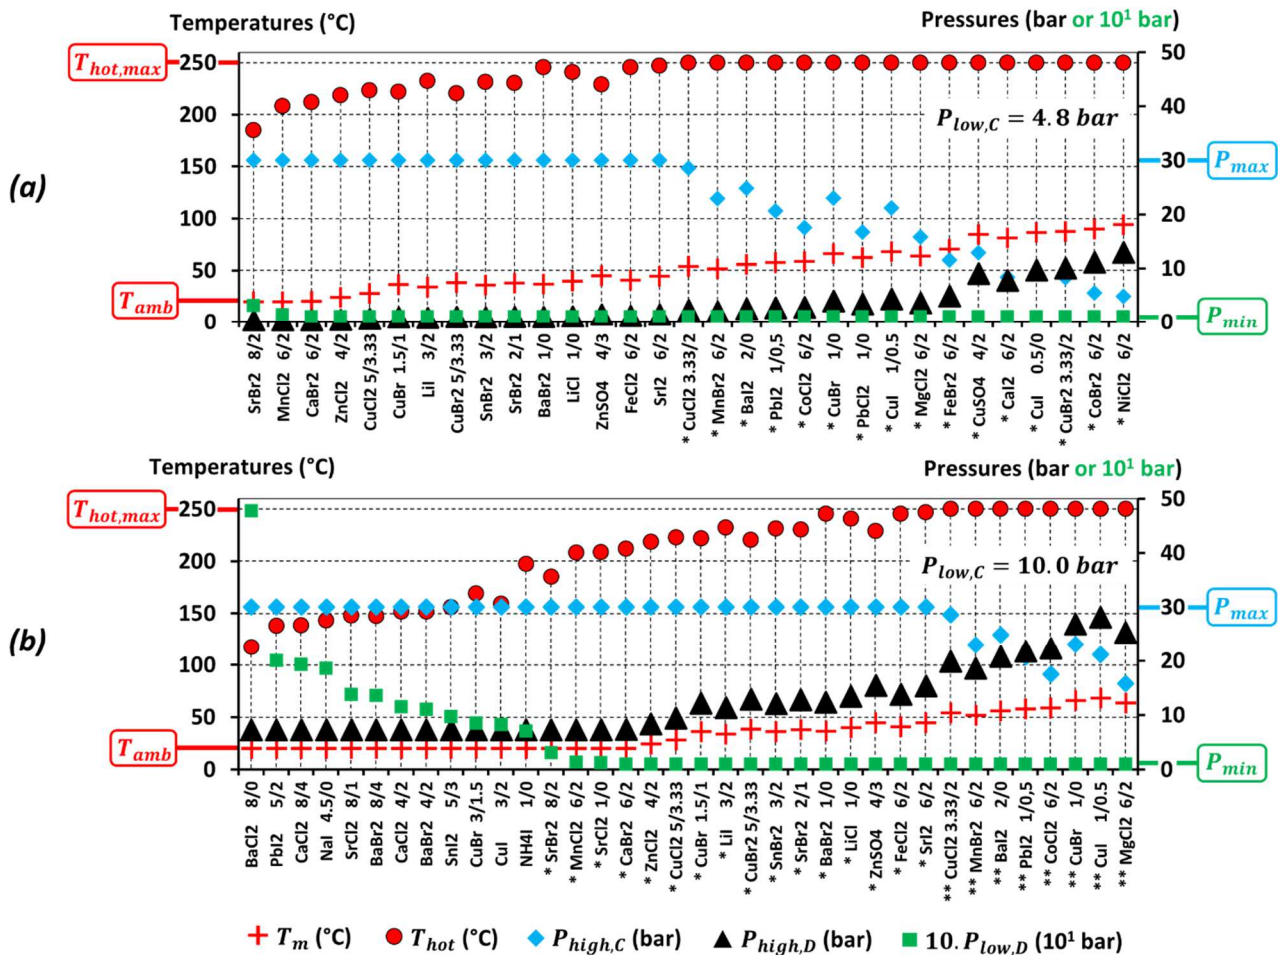 Temperatures (°C) Pressures (bar or 10¹ bar)
T_hot,max 250 50
200 40
P_low,C = 4.8 bar
(a) 150 30 P_max
100 20
50 10
T_amb 0 0 P_min
SrBr2 8/2
MnCl2 6/2
CaBr2 6/2
ZnCl2 4/2
CuCl2 5/3.33
CuBr 1.5/1
LiI 3/2
CuBr2 5/3.33
SnBr2 3/2
SrBr2 2/1
BaBr2 1/0
LiCl 1/0
ZnSO4 4/3
FeCl2 6/2
SrI2 6/2
* CuCl2 3.33/2
* MnBr2 6/2
* BaI2 2/0
* PbI2 1/0,5
* CoCl2 6/2
* CuBr 1/0
* PbCl2 1/0
* CuI 1/0.5
* MgCl2 6/2
* FeBr2 6/2
* CuSO4 4/2
* CaI2 6/2
* CuI 0.5/0
* CuBr2 3.33/2
* CoBr2 6/2
* NiCl2 6/2
Temperatures (°C) Pressures (bar or 10¹ bar)
T_hot,max 250 50
200 40
P_low,C = 10.0 bar
(b) 150 30 P_max
100 20
50 10
T_amb 0 0 P_min
BaCl2 8/0
PbI2 5/2
CaCl2 8/4
NaI 4.5/0
SrCl2 8/1
BaBr2 8/4
CaCl2 4/2
BaBr2 4/2
SnI2 5/3
CuBr 3/1.5
CuI 3/2
NH4I 1/0
* SrBr2 8/2
* MnCl2 6/2
* SrCl2 1/0
* CaBr2 6/2
* ZnCl2 4/2
* CuCl2 5/3.33
* CuBr 1.5/1
* LiI 3/2
* CuBr2 5/3.33
* SnBr2 3/2
* SrBr2 2/1
* BaBr2 1/0
* LiCl 1/0
* ZnSO4 4/3
* FeCl2 6/2
* SrI2 6/2
** CuCl2 3.33/2
** MnBr2 6/2
** BaI2 2/0
** PbI2 1/0,5
** CoCl2 6/2
** CuBr 1/0
** CuI 1/0.5
** MgCl2 6/2
T_m (°C) T_hot (°C) P_high,C (bar) P_high,D (bar) 10. P_low,D (10¹ bar)